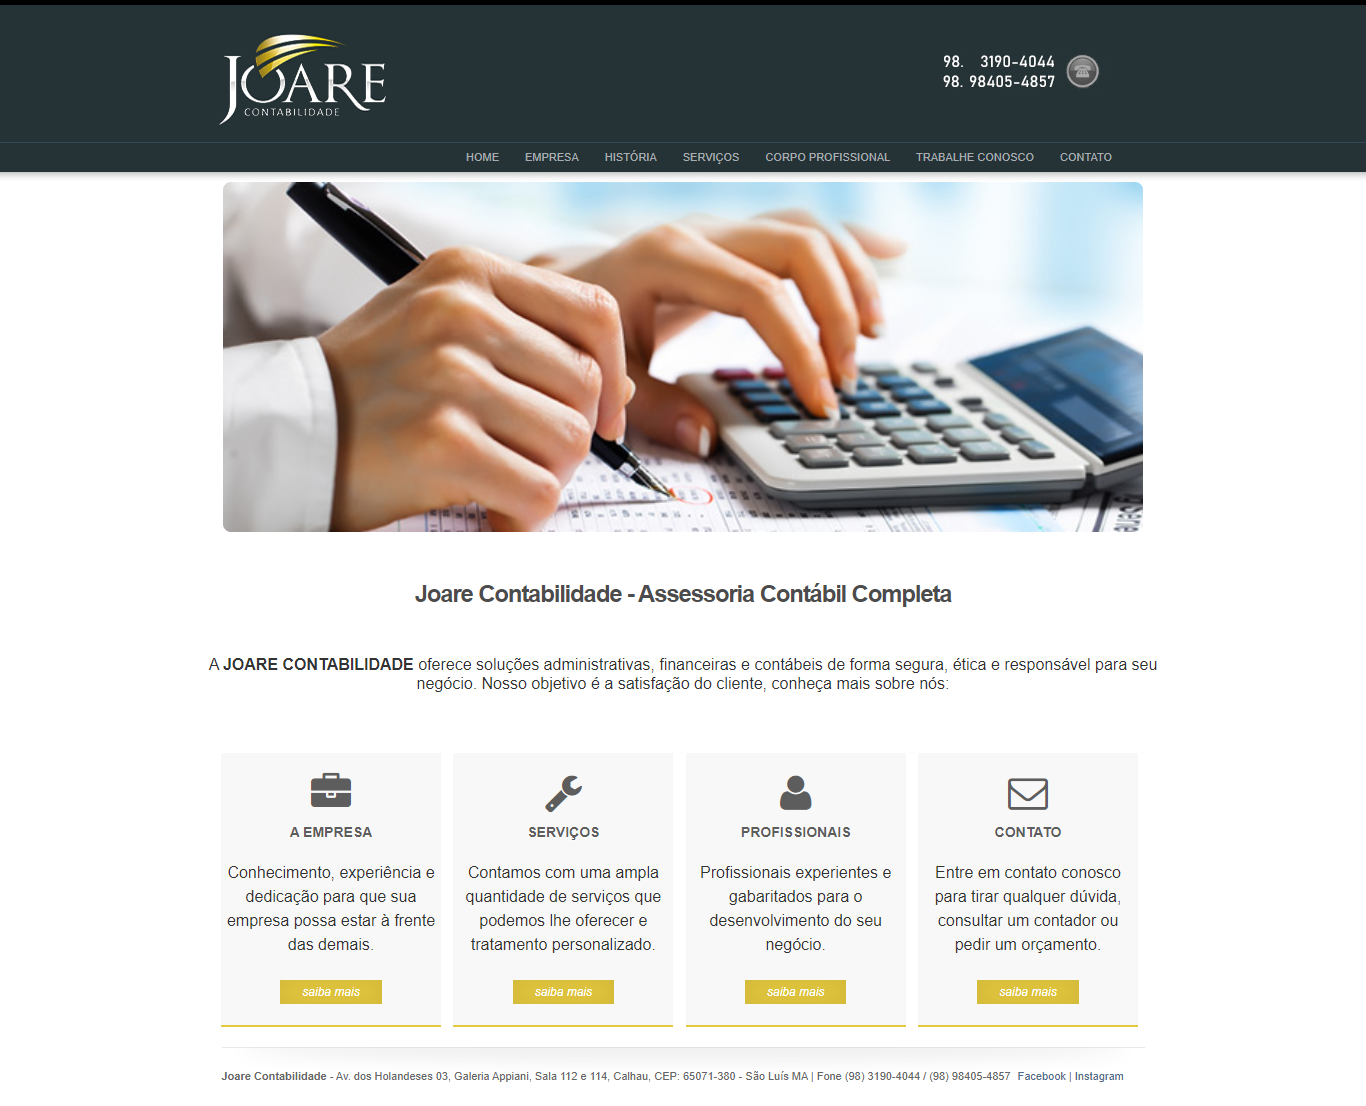 JOARE
CONTABILIDADE
98. 3190-4044
98. 98405-4857
HOME EMPRESA HISTÓRIA SERVIÇOS CORPO PROFISSIONAL TRABALHE CONOSCO CONTATO
Joare Contabilidade - Assessoria Contábil Completa
A JOARE CONTABILIDADE oferece soluções administrativas, financeiras e contábeis de forma segura, ética e responsável para seu
negócio. Nosso objetivo é a satisfação do cliente, conheça mais sobre nós:
A EMPRESA
Conhecimento, experiência e
dedicação para que sua
empresa possa estar à frente
das demais.
saiba mais
SERVIÇOS
Contamos com uma ampla
quantidade de serviços que
podemos lhe oferecer e
tratamento personalizado.
saiba mais
PROFISSIONAIS
Profissionais experientes e
gabaritados para o
desenvolvimento do seu
negócio.
saiba mais
CONTATO
Entre em contato conosco
para tirar qualquer dúvida,
consultar um contador ou
pedir um orçamento.
saiba mais
Joare Contabilidade - Av. dos Holandeses 03, Galeria Appiani, Sala 112 e 114, Calhau, CEP: 65071-380 - São Luís MA | Fone (98) 3190-4044 / (98) 98405-4857 Facebook | Instagram